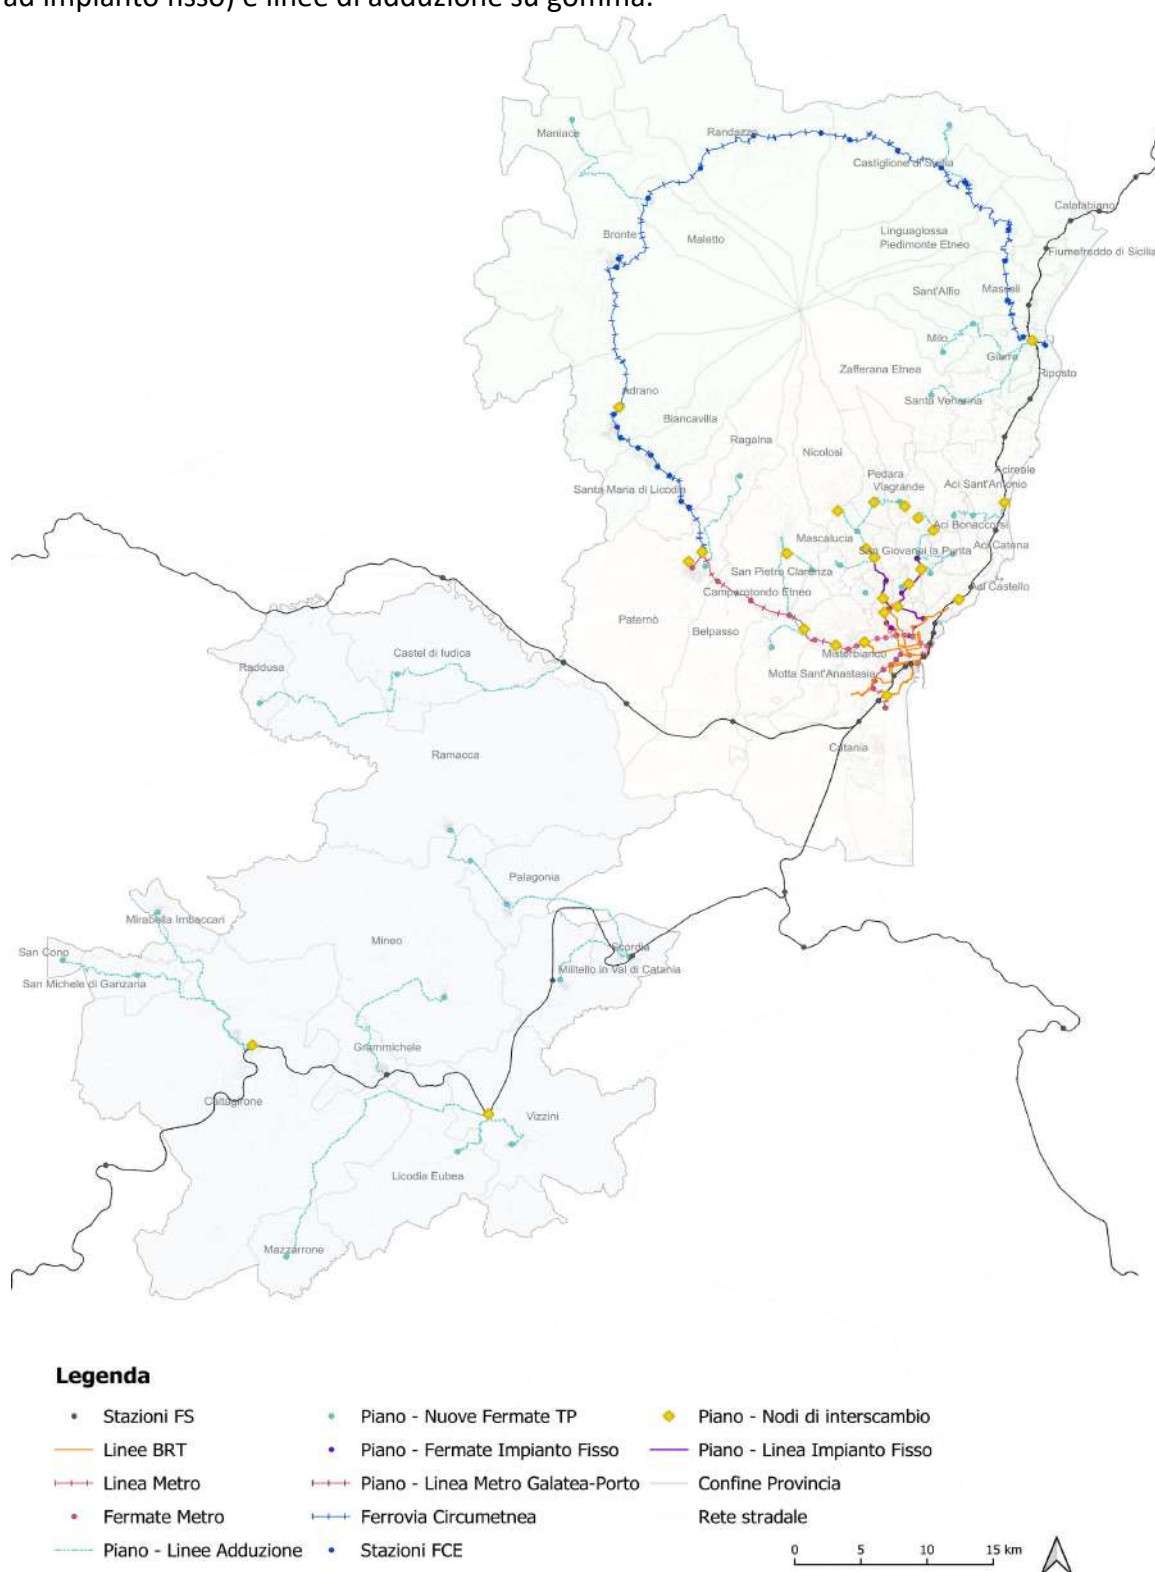 ad impianto fisso) e linee di adduzione su gomma.
Maniace
Randazzo
Castiglione di Sicilia
Calatabiano
Bronte
Maletto
Linguaglossa
Piedimonte Etneo
Fiumefreddo di Sicilia
Sant'Alfio
Mascali
Milo
Giarre
Riposto
Zafferana Etnea
Adrano
Santa Venerina
Biancavilla
Ragalna
Nicolosi
Acireale
Pedara
Viagrande
Aci Sant'Antonio
Santa Maria di Licodia
Aci Bonaccorsi
Mascalucia
San Giovanni la Punta
Aci Catena
San Pietro Clarenza
Camporotondo Etneo
Aci Castello
Paternò
Belpasso
Misterbianco
Castel di Iudica
Raddusa
Motta Sant'Anastasia
Ramacca
Catania
Palagonia
Mirabella Imbaccari
Mineo
San Cono
Scordia
Militello in Val di Catania
San Michele di Ganzaria
Grammichele
Caltagirone
Vizzini
Licodia Eubea
Mazzarrone
Legenda
Stazioni FS
Piano - Nuove Fermate TP
Piano - Nodi di interscambio
Linee BRT
Piano - Fermate Impianto Fisso
Piano - Linea Impianto Fisso
Linea Metro
Piano - Linea Metro Galatea-Porto
Confine Provincia
Fermate Metro
Ferrovia Circumetnea
Rete stradale
Piano - Linee Adduzione
Stazioni FCE
0 5 10 15 km